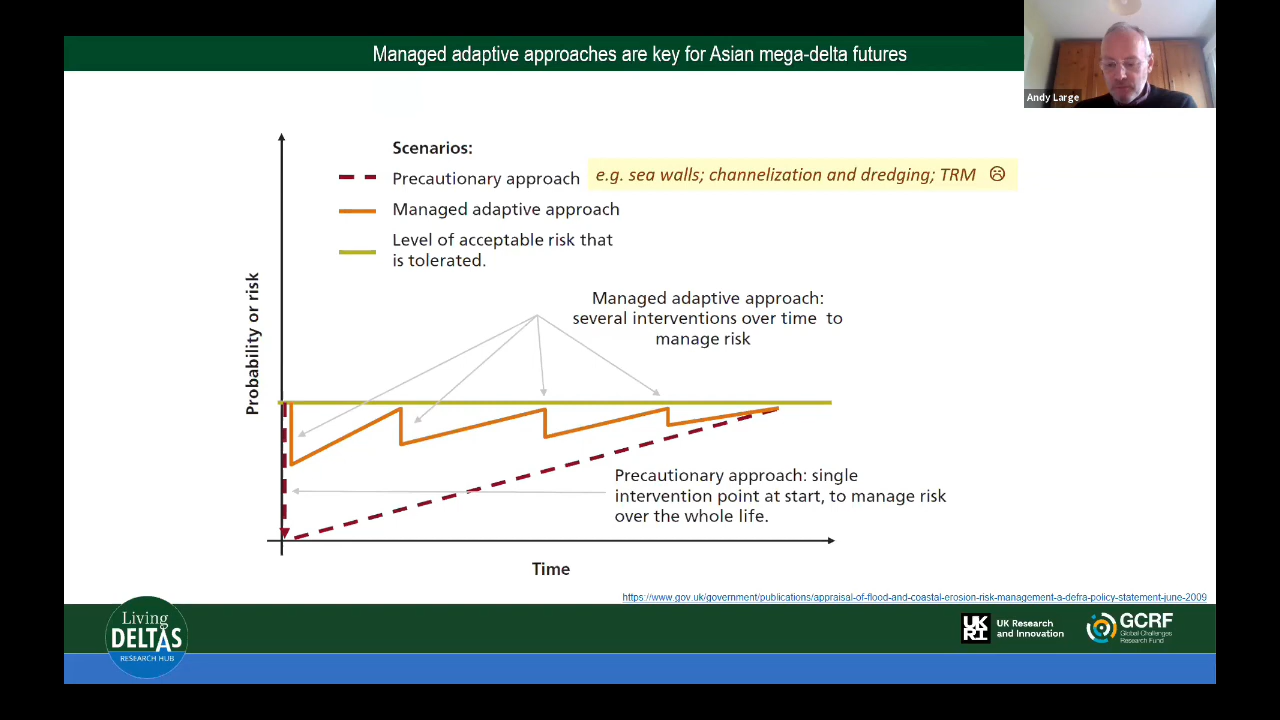 Managed adaptive approaches are key for Asian mega-delta futures
Andy Large
Scenarios:
Precautionary approach
e.g. sea walls; channelization and dredging; TRM ☹
Managed adaptive approach
Level of acceptable risk that
is tolerated.
Managed adaptive approach:
several interventions over time to
manage risk
Probability or risk
Precautionary approach: single
intervention point at start, to manage risk
over the whole life.
Time
https://www.gov.uk/government/publications/appraisal-of-flood-and-coastal-erosion-risk-management-a-defra-policy-statement-june-2009
Living
DELTAS
RESEARCH HUB
UK
RI
UK Research
and Innovation
GCRF
Global Challenges
Research Fund